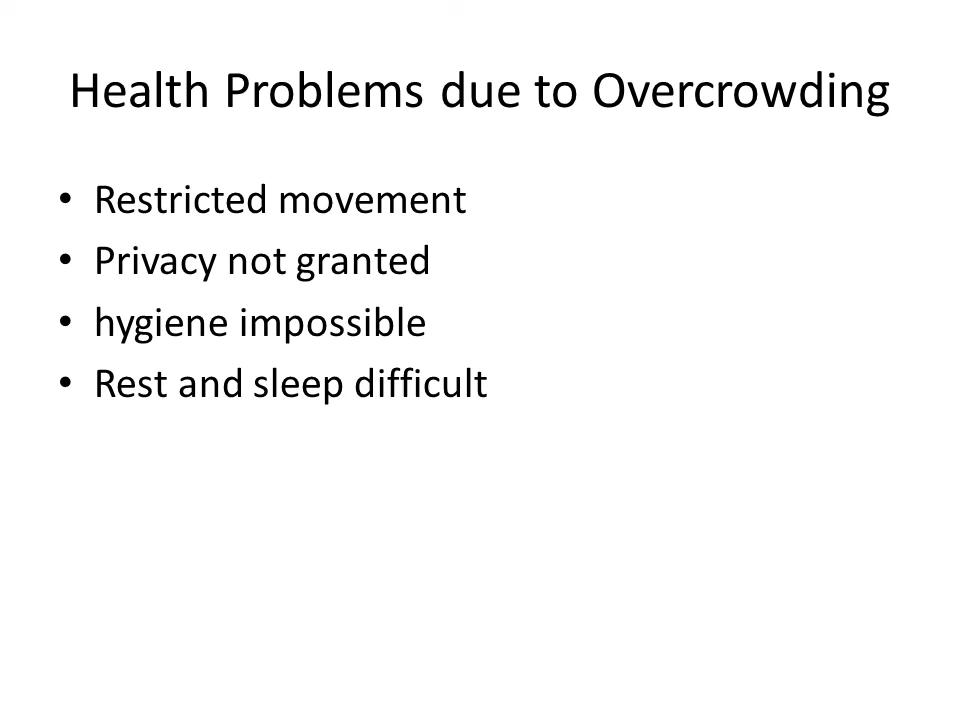 Health Problems due to Overcrowding
• Restricted movement
• Privacy not granted
• hygiene impossible
• Rest and sleep difficult